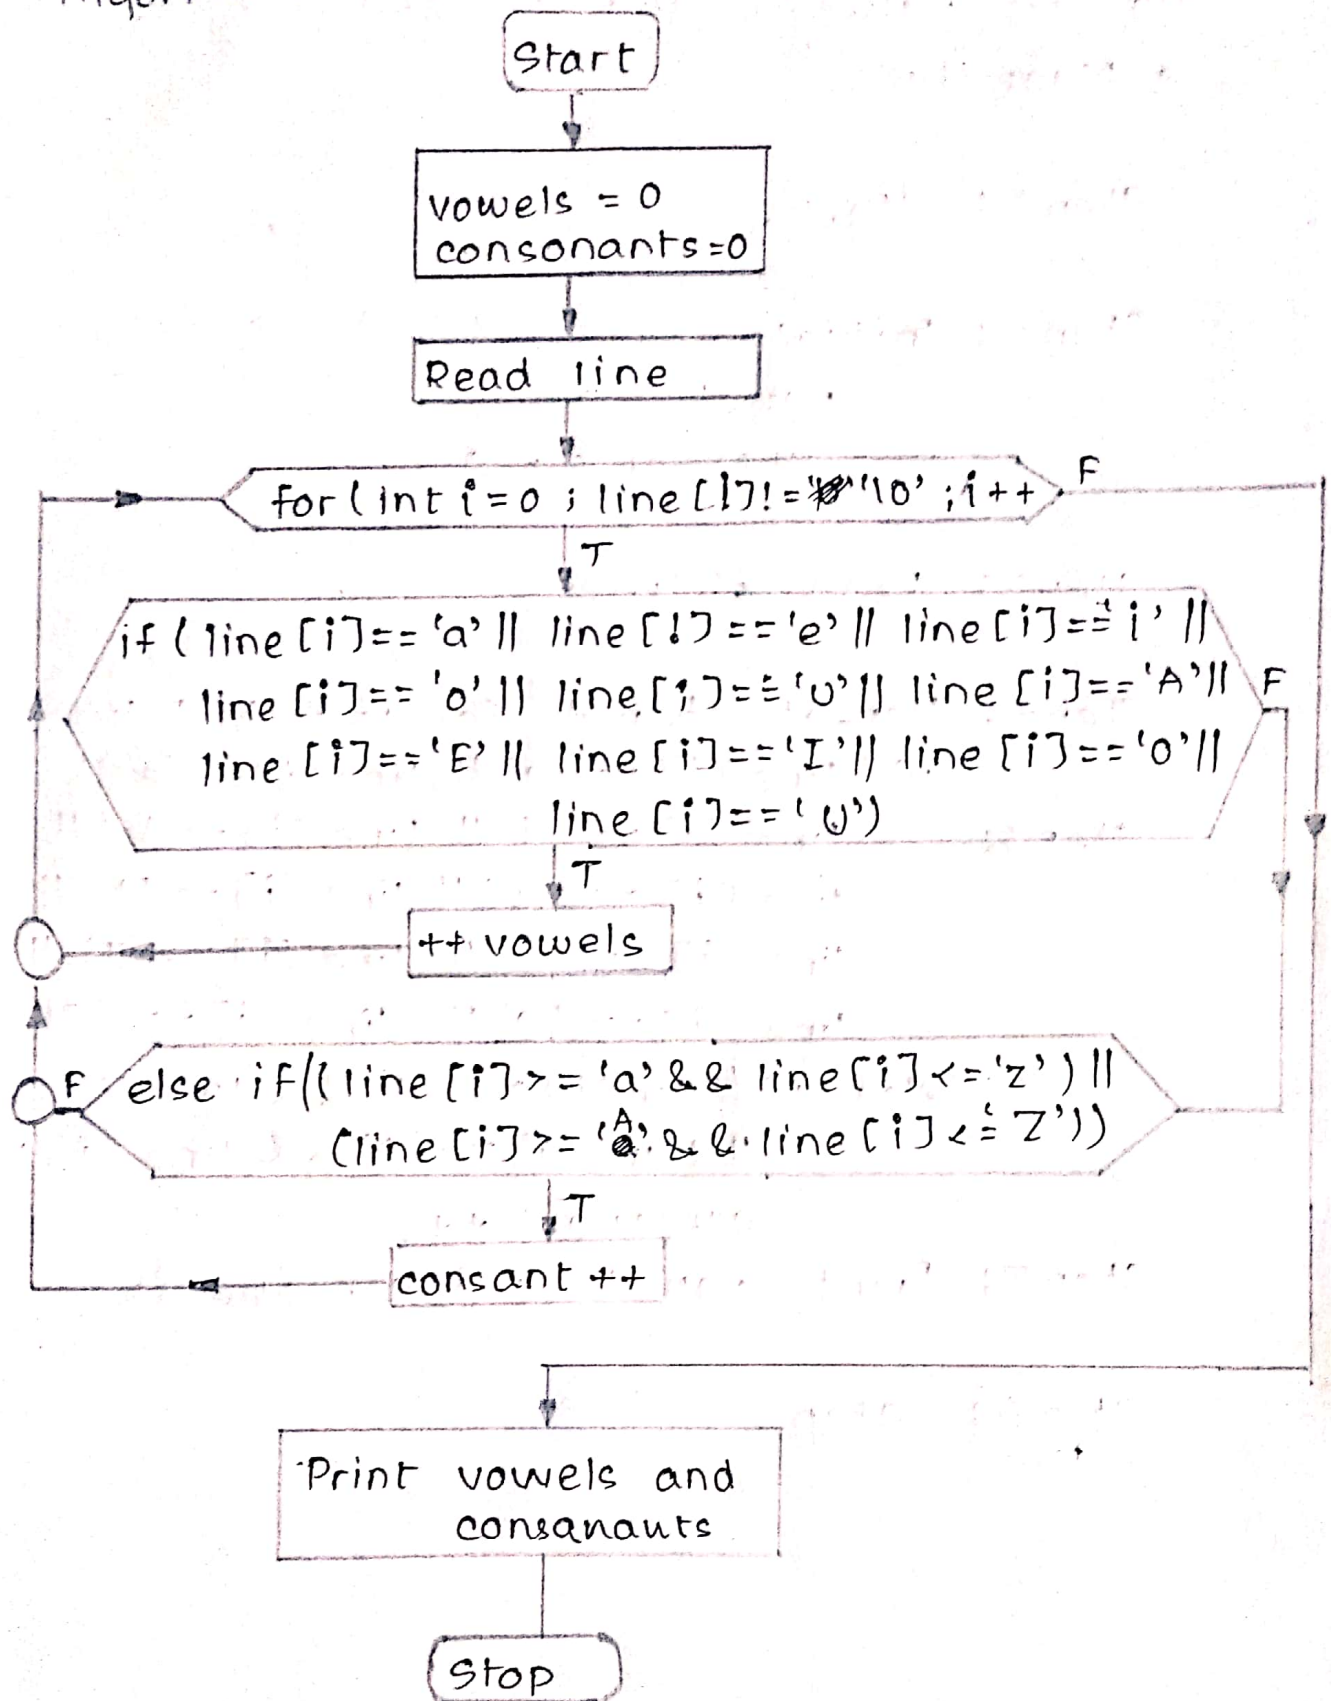 Start
vowels = 0
consonants=0
Read line
for(int i=0; line[i]!='\0';i++
F
T
if(line[i]=='a'|| line[i]=='e'|| line[i]=='i'||
line[i]=='o'|| line[i]=='u'|| line[i]=='A'||
F
line[i]=='E'|| line[i]=='I'|| line[i]=='O'||
line[i]=='U')
T
++ vowels
F
else if((line[i]>='a'&& line[i]<='z')||
(line[i]>='A'&& line[i]<='Z'))
T
consant ++
Print vowels and
consanauts
Stop